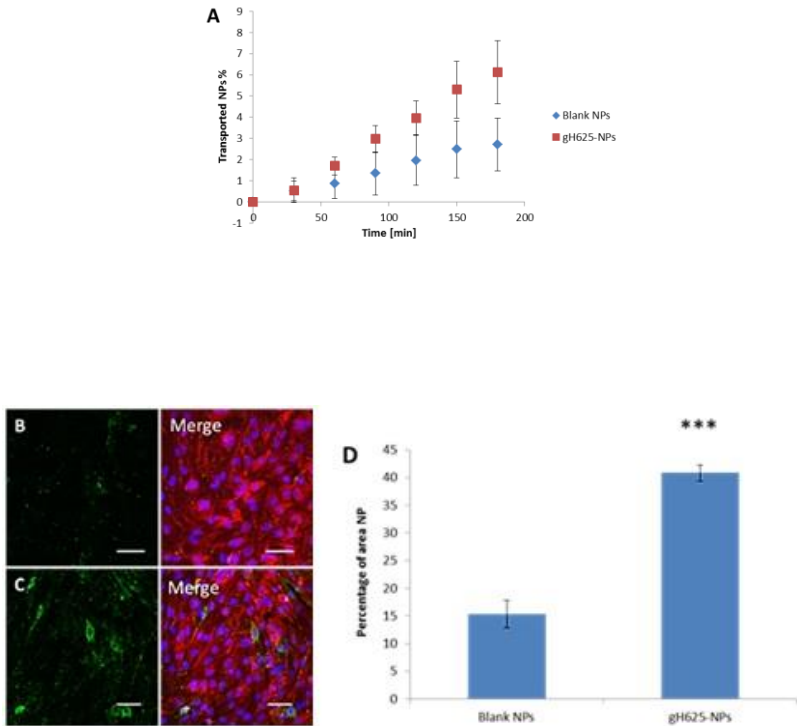 A
9
8
7
6
5
4
3
2
1
0
-1
Transported NPs %
0
50
100
150
200
Time [min]
Blank NPs
gH625-NPs
B
Merge
C
Merge
D
***
45
40
35
30
25
20
15
10
5
0
Percentage of area NP
Blank NPs
gH625-NPs